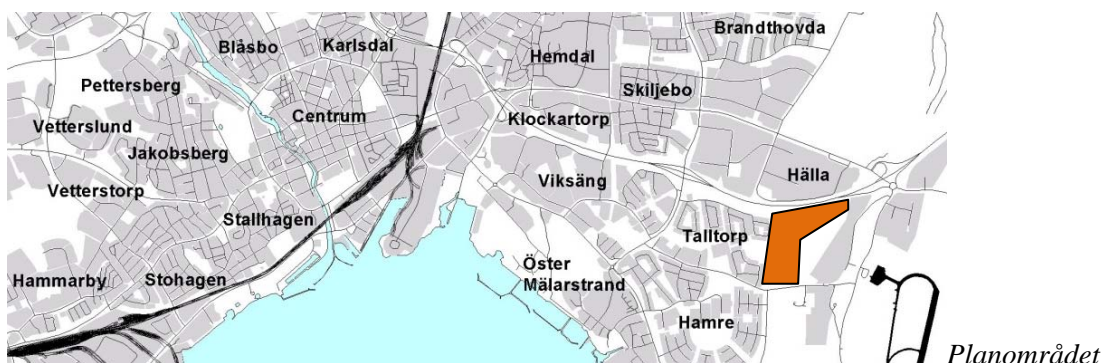 Brandthovda
Blåsbo
Karlsdal
Hemdal
Pettersberg
Skiljebo
Centrum
Klockartorp
Vetterslund
Jakobsberg
Hälla
Viksäng
Vetterstorp
Stallhagen
Talltorp
Öster
Mälarstrand
Hammarby
Stohagen
Hamre
Planområdet